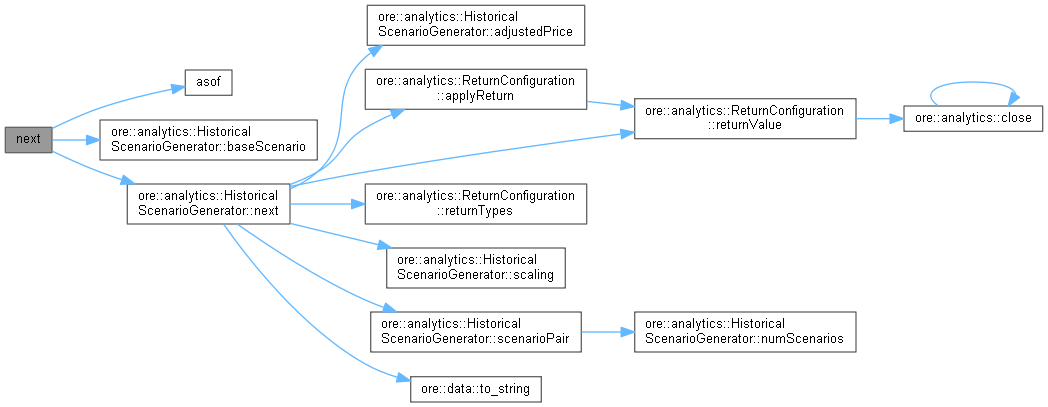 next
asof
ore::analytics::Historical
ScenarioGenerator::baseScenario
ore::analytics::Historical
ScenarioGenerator::next
ore::analytics::Historical
ScenarioGenerator::adjustedPrice
ore::analytics::ReturnConfiguration
::applyReturn
ore::analytics::ReturnConfiguration
::returnValue
ore::analytics::close
ore::analytics::ReturnConfiguration
::returnTypes
ore::analytics::Historical
ScenarioGenerator::scaling
ore::analytics::Historical
ScenarioGenerator::scenarioPair
ore::analytics::Historical
ScenarioGenerator::numScenarios
ore::data::to_string